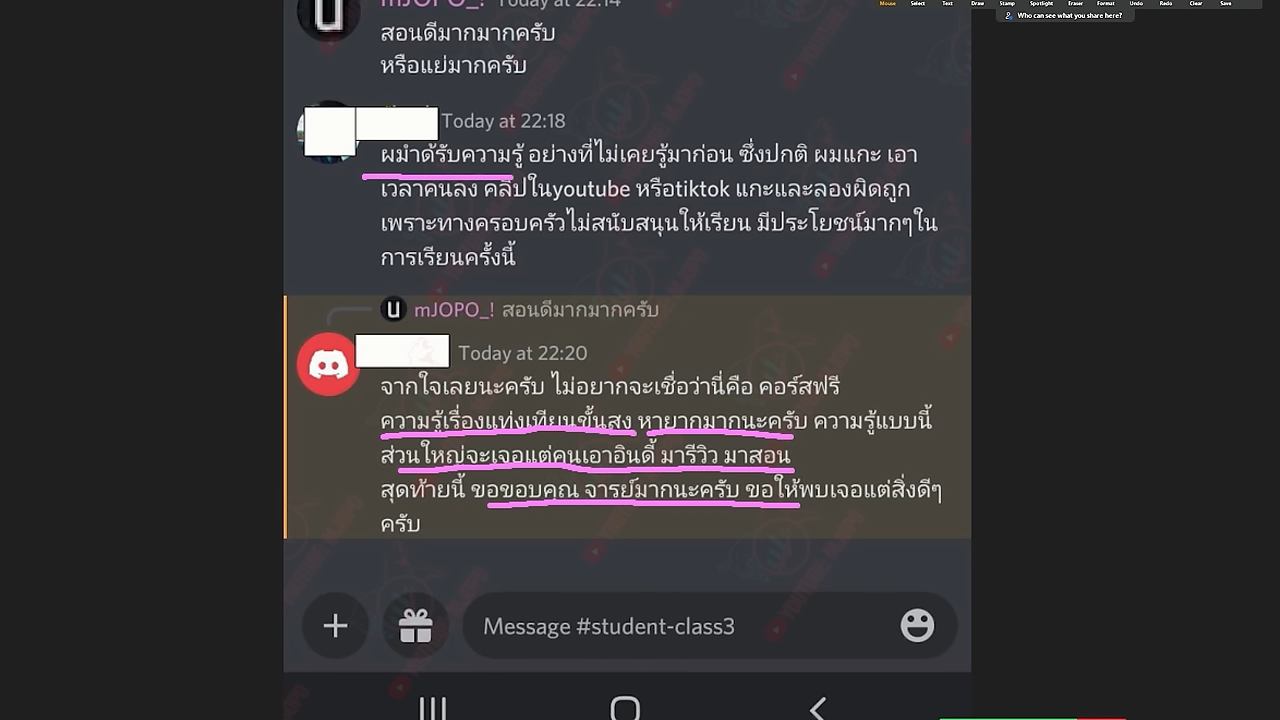 Mouse Select Text Draw Stamp Spotlight Eraser Format Undo Redo Clear Save
Who can see what you share here?
mJOPO_! Today at 22:14
สอนดีมากมากครับ
หรือแย่มากครับ
Today at 22:18
ผมำด้รับความรู้ อย่างที่ไม่เคยรู้มาก่อน ซึ่งปกติ ผมแกะ เอา
เวลาค้นลง คลิปในyoutube หรือtiktok แกะและลองผิดถูก
เพราะทางครอบครัวไม่สนับสนุนให้เรียน มีประโยชน์มากๆใน
การเรียนครั้งนี้
mJOPO_! สอนดีมากมากครับ
Today at 22:20
จากใจเลยนะครับ ไม่อยากจะเชื่อว่านี่คือ คอร์สฟรี
ความรู้เรื่องแท่งเทียนขั้นสูง หายากมากนะครับ ความรู้แบบนี้
ส่วนใหญ่จะเจอแต่คนเอาอินดี้ มารีวิว มาสอน
สุดท้ายนี้ ขอขอบคุณ จารย์มากนะครับ ขอให้พบเจอแต่สิ่งดีๆ
ครับ
Message #student-class3